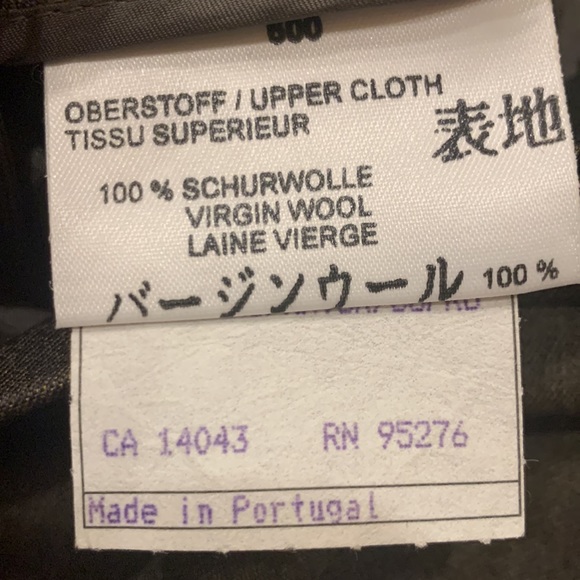 OBERSTOFF / UPPER CLOTH
TISSU SUPERIEUR
表地
100 % SCHURWOLLE
VIRGIN WOOL
LAINE VIERGE
バージンウール 100 %
CA 14043 RN 95276
Made in Portugal